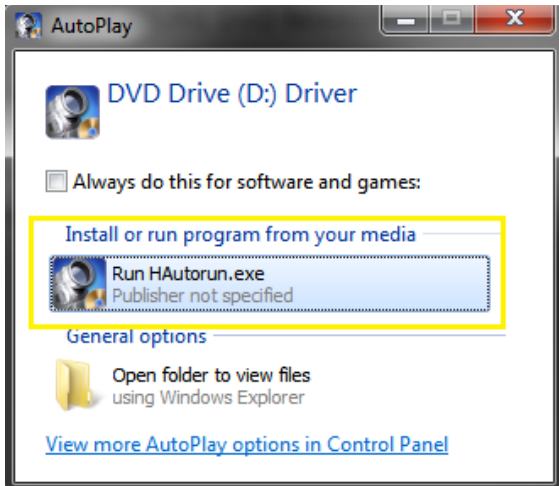 AutoPlay
DVD Drive (D:) Driver
Always do this for software and games:
Install or run program from your media
Run HAutorun.exe
Publisher not specified
General options
Open folder to view files
using Windows Explorer
View more AutoPlay options in Control Panel